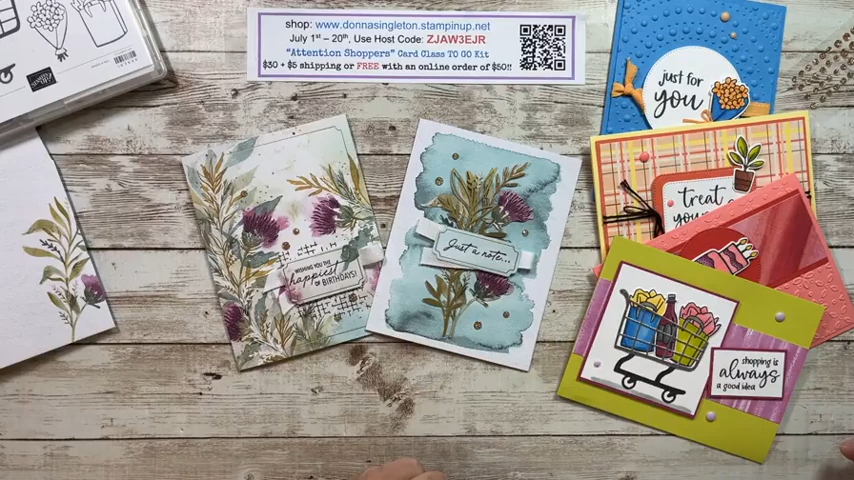 shop: www.donnasingleton.stampinup.net
July 1st – 20th, Use Host Code: ZJAW3EJR
"Attention Shoppers" Card Class TO GO Kit
$30 + $5 shipping or FREE with an online order of $50!!
just for
you
treat
WISHING YOU THE
happiest
OF BIRTHDAYS!
Just a note...
shopping is
always
a good idea